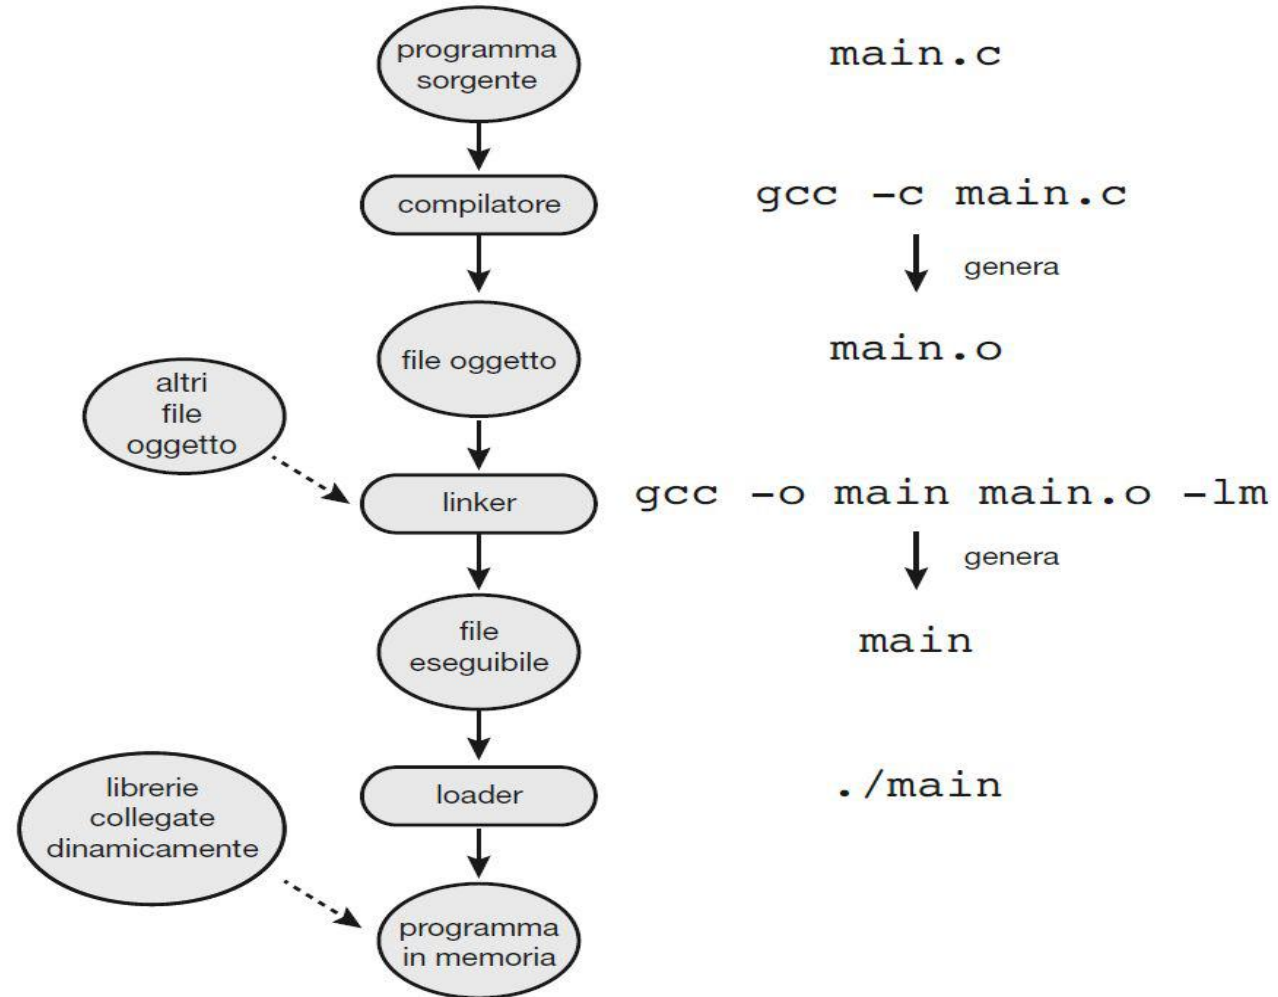 programma
sorgente
main.c
compilatore
gcc -c main.c
genera
file oggetto
main.o
altri
file
oggetto
linker
gcc -o main main.o -lm
genera
file
eseguibile
main
librerie
collegate
dinamicamente
loader
./main
programma
in memoria